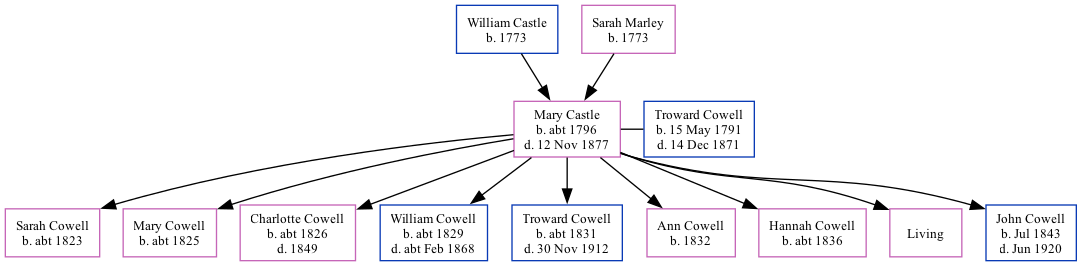 William Castle
b. 1773
Sarah Marley
b. 1773
Mary Castle
b. abt 1796
d. 12 Nov 1877
Troward Cowell
b. 15 May 1791
d. 14 Dec 1871
Sarah Cowell
b. abt 1823
Mary Cowell
b. abt 1825
Charlotte Cowell
b. abt 1826
d. 1849
William Cowell
b. abt 1829
d. abt Feb 1868
Troward Cowell
b. abt 1831
d. 30 Nov 1912
Ann Cowell
b. 1832
Hannah Cowell
b. abt 1836
Living
John Cowell
b. Jul 1843
d. Jun 1920